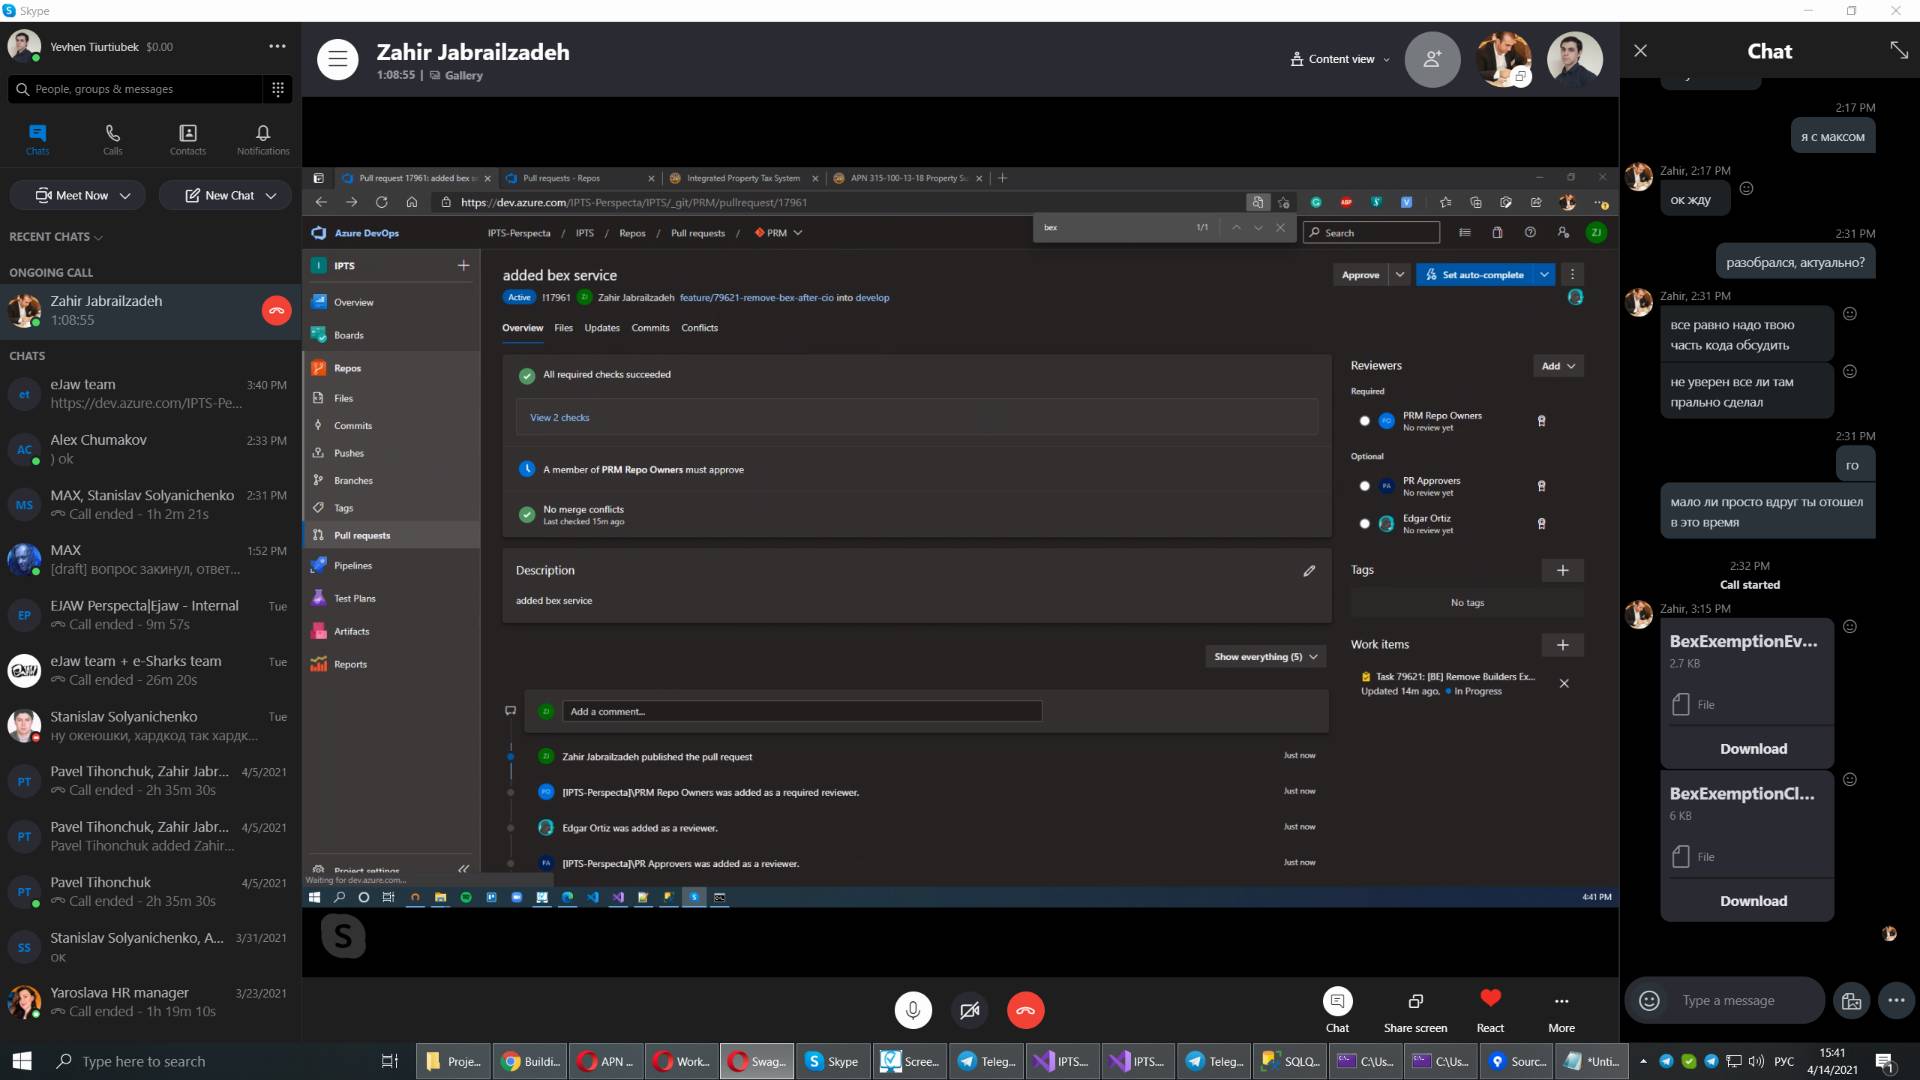 Skype
Yevhen Tiurtiubek $0.00
People, groups & messages
Chats
Calls
Contacts
Notifications
Meet Now
New Chat
RECENT CHATS
ONGOING CALL
Zahir Jabrailzadeh
1:08:55
CHATS
eJaw team 3:40 PM
https://dev.azure.com/IPTS-Pe...
Alex Chumakov 2:33 PM
) ok
MAX, Stanislav Solyanichenko 2:31 PM
Call ended - 1h 2m 21s
MAX 1:52 PM
[draft] вопрос закинул, ответ...
EJAW Perspecta|Ejaw - Internal Tue
Call ended - 9m 57s
eJaw team + e-Sharks team Tue
Call ended - 26m 20s
Stanislav Solyanichenko Tue
ну океюшки, хардкод так хардк...
Pavel Tihonchuk, Zahir Jabr... 4/5/2021
Call ended - 2h 35m 30s
Pavel Tihonchuk, Zahir Jabr... 4/5/2021
Pavel Tihonchuk added Zahir...
Pavel Tihonchuk 4/5/2021
Call ended - 2h 35m 30s
Stanislav Solyanichenko, A... 3/31/2021
ок
Yaroslava HR manager 3/23/2021
Call ended - 1h 19m 10s
Zahir Jabrailzadeh
1:08:55 | Gallery
Content view
Pull request 17961: added bex s
Pull requests - Repos
Integrated Property Tax System
APN 315-100-13-18 Property Su
https://dev.azure.com/IPTS-Perspecta/IPTS/_git/PRM/pullrequest/17961
Azure DevOps
IPTS-Perspecta / IPTS / Repos / Pull requests / PRM
bex 1/1
Search
ZJ
IPTS
Overview
Boards
Repos
Files
Commits
Pushes
Branches
Tags
Pull requests
Pipelines
Test Plans
Artifacts
Reports
Project settings
Waiting for dev.azure.com...
added bex service
Active !17961 Zahir Jabrailzadeh feature/79621-remove-bex-after-cio into develop
Approve
Set auto-complete
Overview Files Updates Commits Conflicts
All required checks succeeded
View 2 checks
A member of PRM Repo Owners must approve
No merge conflicts
Last checked 15m ago
Description
added bex service
Show everything (5)
Add a comment...
Zahir Jabrailzadeh published the pull request Just now
[IPTS-Perspecta]\PRM Repo Owners was added as a required reviewer. Just now
Edgar Ortiz was added as a reviewer. Just now
[IPTS-Perspecta]\PR Approvers was added as a reviewer. Just now
Reviewers
Add
Required
PRM Repo Owners
No review yet
Optional
PR Approvers
No review yet
Edgar Ortiz
No review yet
Tags
No tags
Work items
Task 79621: [BE] Remove Builders Ex...
Updated 14m ago, In Progress
4:41 PM
Chat
Share screen
React
More
Chat
2:17 PM
я с максом
Zahir, 2:17 PM
ок жду
2:31 PM
разобрался, актуально?
Zahir, 2:31 PM
все равно надо твою
часть кода обсудить
не уверен все ли там
прально сделал
2:31 PM
го
мало ли просто вдруг ты отошел
в это время
2:32 PM
Call started
Zahir, 3:15 PM
BexExemptionEv...
2.7 KB
File
Download
BexExemptionCl...
6 KB
File
Download
Type a message
Type here to search
Proje...
Buildi...
APN ...
Work...
Swag...
Skype
Scree...
Teleg...
IPTS...
IPTS...
Teleg...
SQLQ...
C:\Us...
C:\Us...
Sourc...
*Unti...
РУС
15:41
4/14/2021